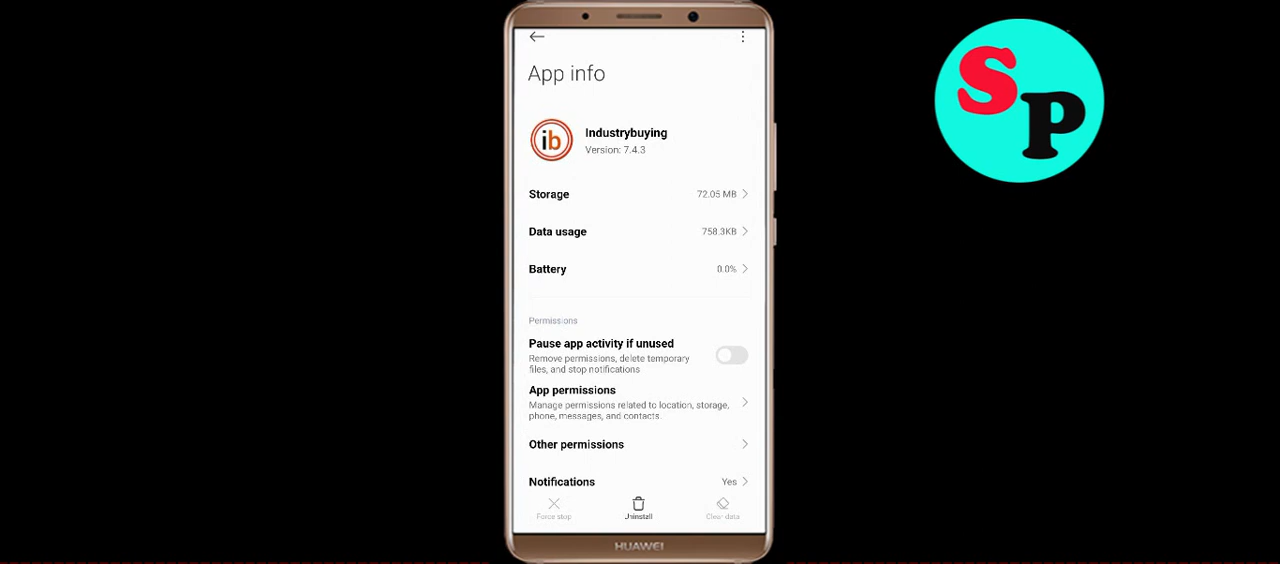 App info
ib
Industrybuying
Version: 7.4.3
Storage 72.05 MB
Data usage 758.3KB
Battery 0.0%
Permissions
Pause app activity if unused
Remove permissions, delete temporary
files, and stop notifications
App permissions
Manage permissions related to location, storage,
phone, messages, and contacts.
Other permissions
Notifications Yes
Force stop Uninstall Clear data
HUAWEI
SP